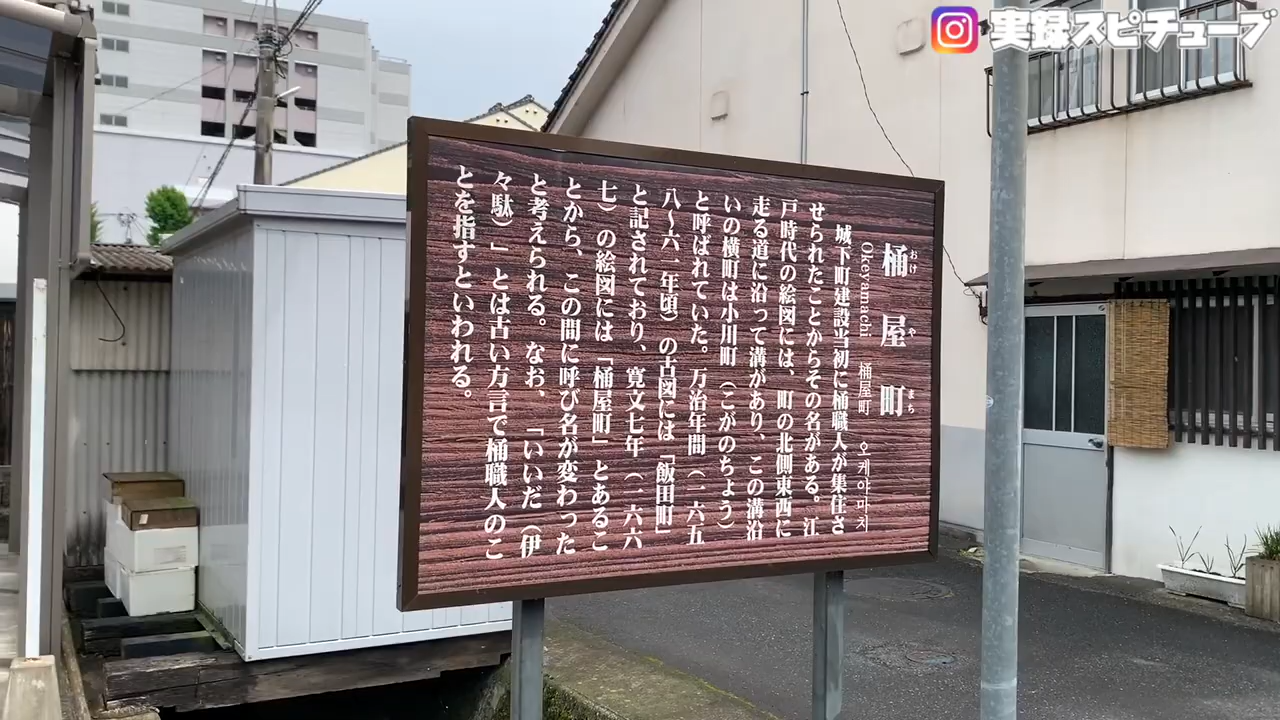 実録スピチューブ
桶屋町
おけ や まち
Okeyamachi 桶屋町 오케야마치
城下町建設当初に桶職人が集住さ
せられたことからその名がある。江
戸時代の絵図には、町の北側東西に
走る道に沿って溝があり、この溝沿
いの横町は小川町（こがのちょう）
と呼ばれていた。万治年間（一六五
八〜六一年頃）の古図には「飯田町」
と記されており、寛文七年（一六六
七）の絵図には「桶屋町」とあるこ
とから、この間に呼び名が変わった
と考えられる。なお、「いいだ（伊
々駄）」とは古い方言で桶職人のこ
とを指すといわれる。